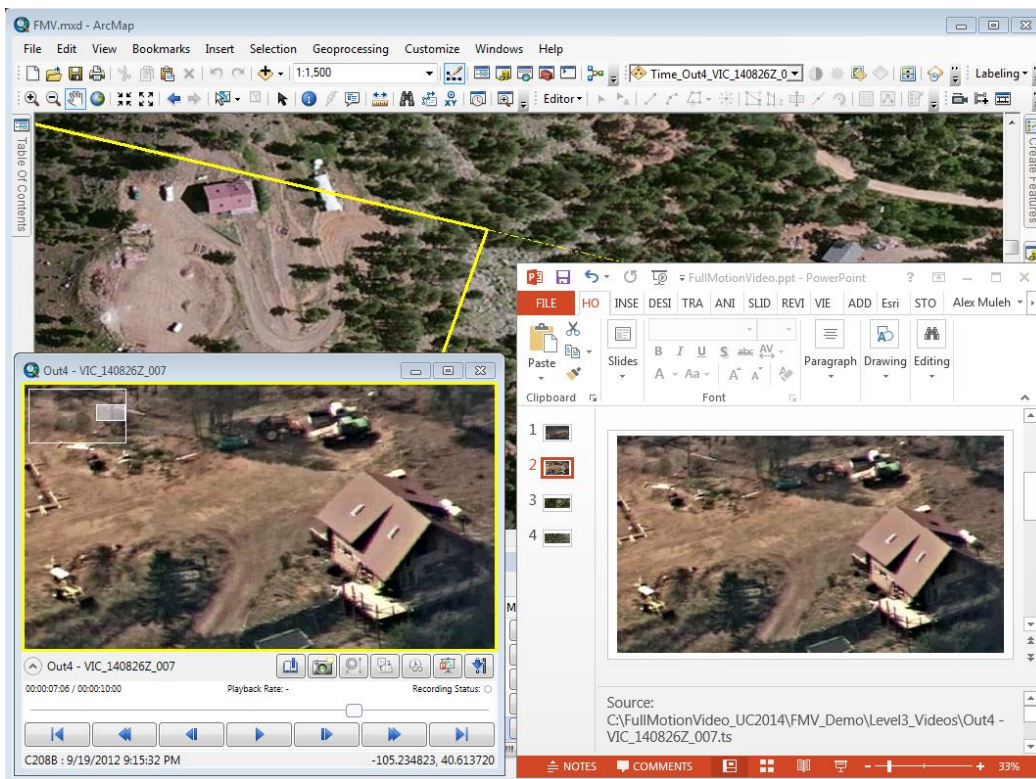 FMV.mxd - ArcMap
File Edit View Bookmarks Insert Selection Geoprocessing Customize Windows Help
1:1,500
Time_Out4_VIC_140826Z_0
Labeling
Editor
Table Of Contents
Create Features
FullMotionVideo.ppt - PowerPoint
FILE HO INSE DESI TRA ANI SLID REVI VIE ADD Esri STO Alex Muleh
Paste
Slides
B I U S abc AV
A Aa A A
Paragraph Drawing Editing
Clipboard Font
1
2
3
4
Source:
C:\FullMotionVideo_UC2014\FMV_Demo\Level3_Videos\Out4 -
VIC_140826Z_007.ts
NOTES COMMENTS 33%
Out4 - VIC_140826Z_007
Out4 - VIC_140826Z_007
00:00:07:06 / 00:00:10:00 Playback Rate: - Recording Status:
C208B : 9/19/2012 9:15:32 PM -105.234823, 40.613720